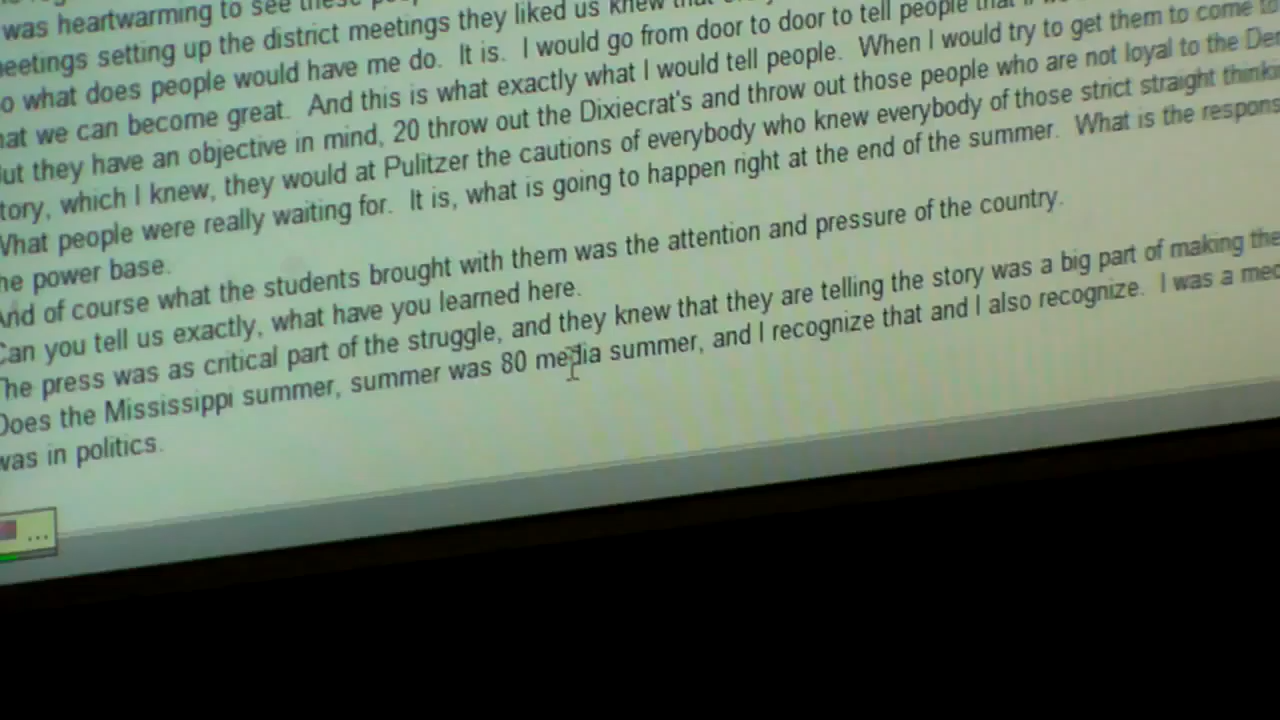 was heartwarming to see these
meetings setting up the district meetings they liked us knew that
o what does people would have me do. It is. I would go from door to door to tell people that if
hat we can become great. And this is what exactly what I would tell people. When I would try to get them to come to
ut they have an objective in mind, 20 throw out the Dixiecrat's and throw out those people who are not loyal to the De
tory, which I knew, they would at Pulitzer the cautions of everybody who knew everybody of those strict straight thinki
What people were really waiting for. It is, what is going to happen right at the end of the summer. What is the respons
he power base.
And of course what the students brought with them was the attention and pressure of the country.
Can you tell us exactly, what have you learned here.
The press was as critical part of the struggle, and they knew that they are telling the story was a big part of making the
Does the Mississippi summer, summer was 80 media summer, and I recognize that and I also recognize. I was a med
was in politics.
...